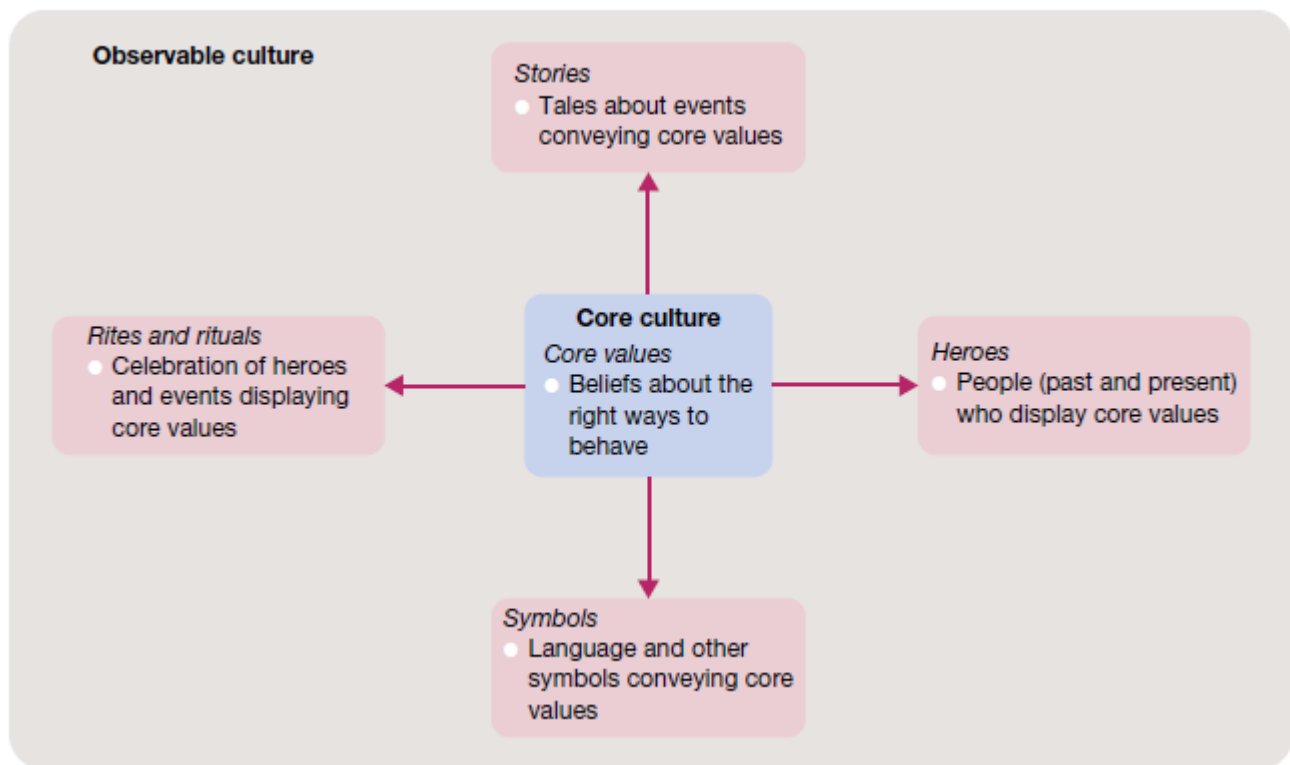 Observable culture
Stories
Tales about events
conveying core values
Rites and rituals
Celebration of heroes
and events displaying
core values
Core culture
Core values
Beliefs about the
right ways to
behave
Heroes
People (past and present)
who display core values
Symbols
Language and other
symbols conveying core
values